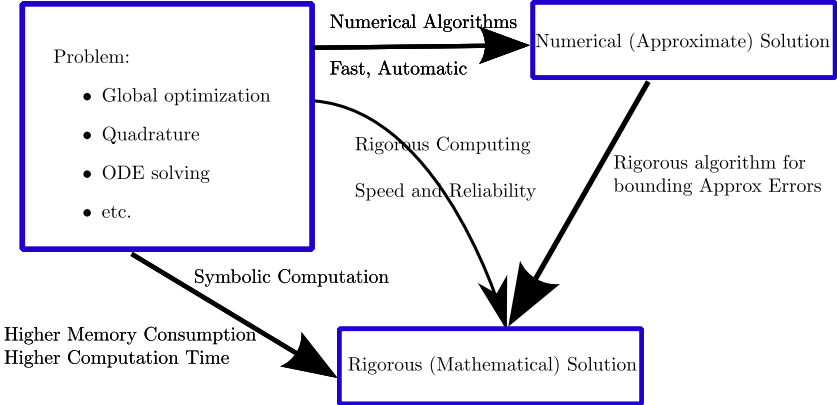 Problem:
• Global optimization
• Quadrature
• ODE solving
• etc.
Numerical Algorithms
Fast, Automatic
Numerical (Approximate) Solution
Rigorous Computing
Speed and Reliability
Rigorous algorithm for
bounding Approx Errors
Symbolic Computation
Higher Memory Consumption
Higher Computation Time
Rigorous (Mathematical) Solution